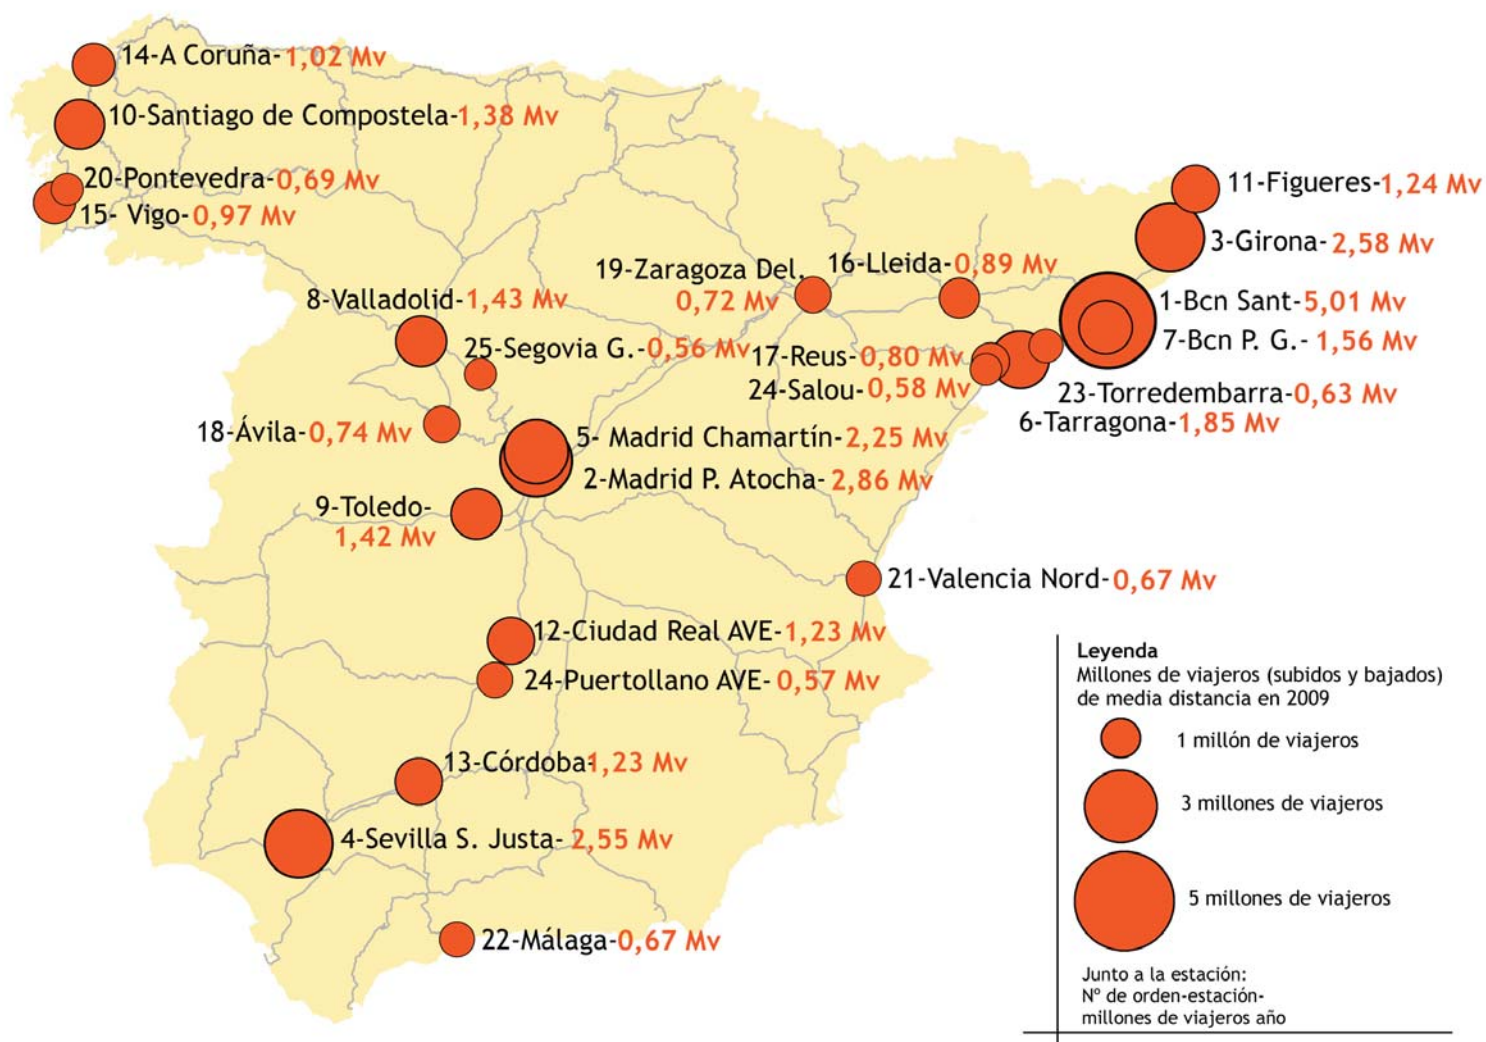 14-A Coruña-1,02 Mv
10-Santiago de Compostela-1,38 Mv
20-Pontevedra-0,69 Mv
15- Vigo-0,97 Mv
11-Figueres-1,24 Mv
3-Girona- 2,58 Mv
19-Zaragoza Del.
0,72 Mv
16-Lleida-0,89 Mv
8-Valladolid-1,43 Mv
1-Bcn Sant-5,01 Mv
7-Bcn P. G.- 1,56 Mv
25-Segovia G.-0,56 Mv
17-Reus-0,80 Mv
24-Salou-0,58 Mv
23-Torredembarra-0,63 Mv
6-Tarragona-1,85 Mv
18-Ávila-0,74 Mv
5- Madrid Chamartín-2,25 Mv
2-Madrid P. Atocha- 2,86 Mv
9-Toledo-
1,42 Mv
21-Valencia Nord-0,67 Mv
12-Ciudad Real AVE-1,23 Mv
24-Puertollano AVE- 0,57 Mv
13-Córdoba-1,23 Mv
4-Sevilla S. Justa- 2,55 Mv
22-Málaga-0,67 Mv
Leyenda
Millones de viajeros (subidos y bajados)
de media distancia en 2009
1 millón de viajeros
3 millones de viajeros
5 millones de viajeros
Junto a la estación:
Nº de orden-estación-
millones de viajeros año